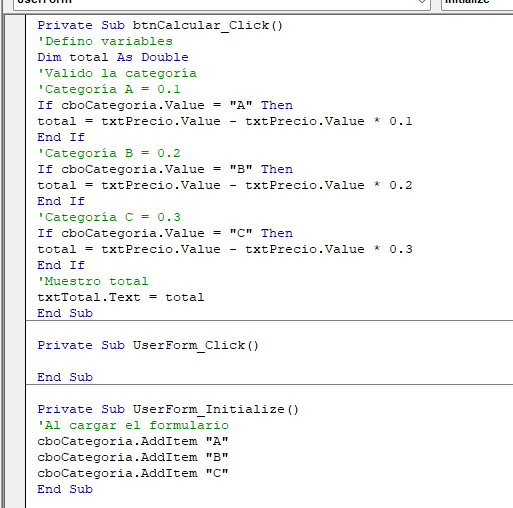 UserForm
Initialize
Private Sub btnCalcular_Click()
'Defino variables
Dim total As Double
'Valido la categoría
'Categoría A = 0.1
If cboCategoria.Value = "A" Then
total = txtPrecio.Value - txtPrecio.Value * 0.1
End If
'Categoría B = 0.2
If cboCategoria.Value = "B" Then
total = txtPrecio.Value - txtPrecio.Value * 0.2
End If
'Categoría C = 0.3
If cboCategoria.Value = "C" Then
total = txtPrecio.Value - txtPrecio.Value * 0.3
End If
'Muestro total
txtTotal.Text = total
End Sub
Private Sub UserForm_Click()
End Sub
Private Sub UserForm_Initialize()
'Al cargar el formulario
cboCategoria.AddItem "A"
cboCategoria.AddItem "B"
cboCategoria.AddItem "C"
End Sub